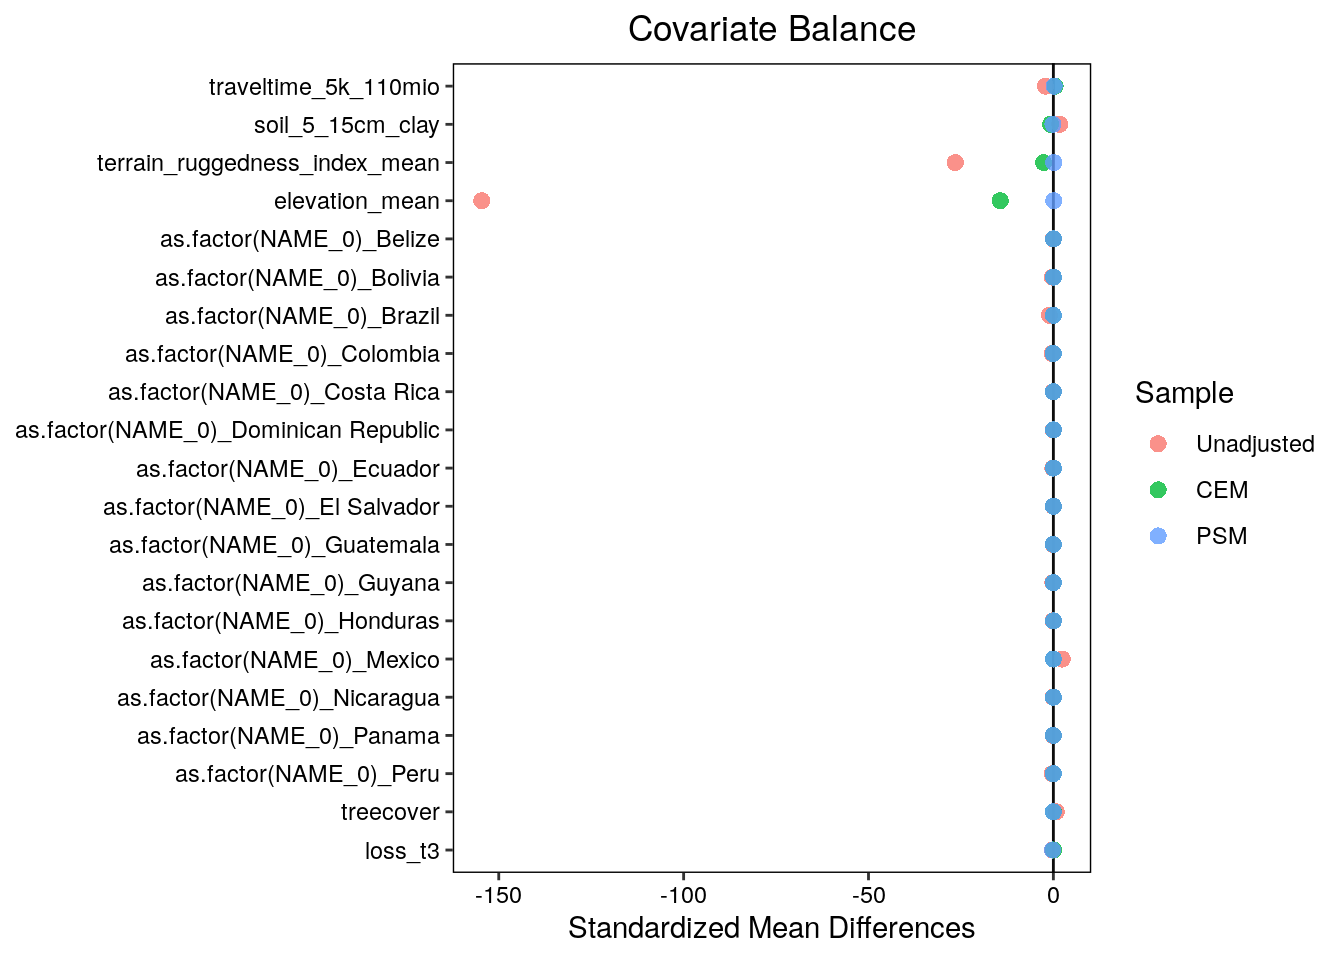 Covariate Balance
traveltime_5k_110mio
soil_5_15cm_clay
terrain_ruggedness_index_mean
elevation_mean
as.factor(NAME_0)_Belize
as.factor(NAME_0)_Bolivia
as.factor(NAME_0)_Brazil
as.factor(NAME_0)_Colombia
as.factor(NAME_0)_Costa Rica
as.factor(NAME_0)_Dominican Republic
as.factor(NAME_0)_Ecuador
as.factor(NAME_0)_El Salvador
as.factor(NAME_0)_Guatemala
as.factor(NAME_0)_Guyana
as.factor(NAME_0)_Honduras
as.factor(NAME_0)_Mexico
as.factor(NAME_0)_Nicaragua
as.factor(NAME_0)_Panama
as.factor(NAME_0)_Peru
treecover
loss_t3
-150 -100 -50 0
Standardized Mean Differences
Sample
Unadjusted
CEM
PSM